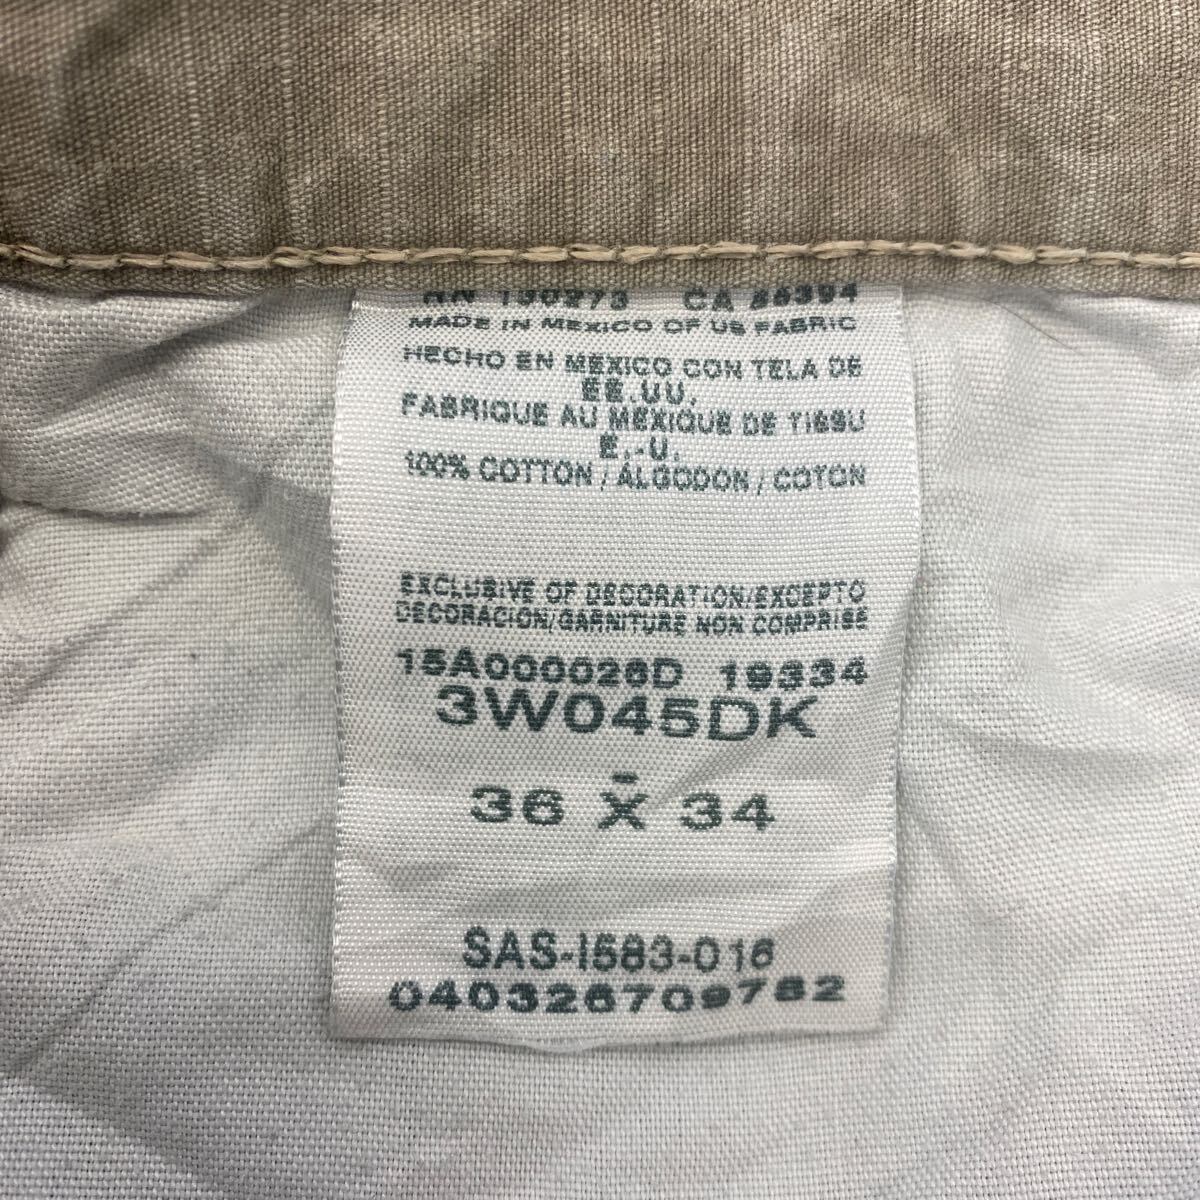 RN 130273 CA 56394
MADE IN MEXICO OF US FABRIC
HECHO EN MEXICO CON TELA DE
EE.UU.
FABRIQUE AU MEXIQUE DE TISSU
E.-U.
100% COTTON / ALGODON / COTON
EXCLUSIVE OF DECORATION/EXCEPTO
DECORACION/GARNITURE NON COMPRISE
15A000026D 19334
3W045DK
36 X 34
SAS-I583-016
040326709782